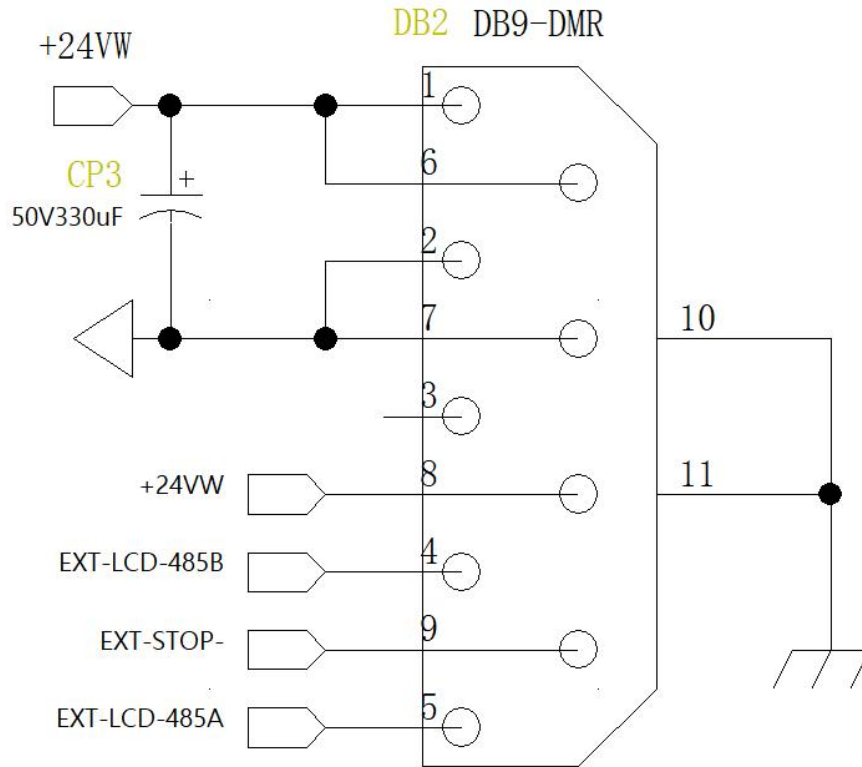 DB2 DB9-DMR
+24VW
1
CP3
+
50V330uF
6
2
7
10
3
+24VW
8
11
EXT-LCD-485B
4
EXT-STOP-
9
EXT-LCD-485A
5